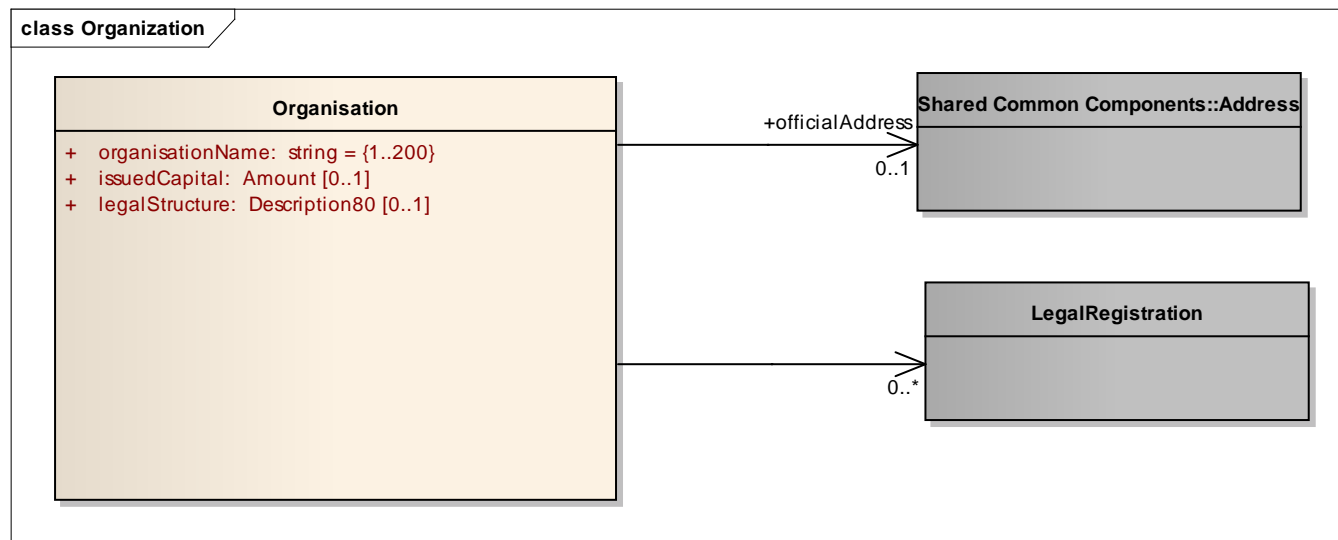 class Organization
Organisation
+ organisationName: string = {1..200}
+ issuedCapital: Amount [0..1]
+ legalStructure: Description80 [0..1]
+officialAddress
0..1
Shared Common Components::Address
0..*
LegalRegistration